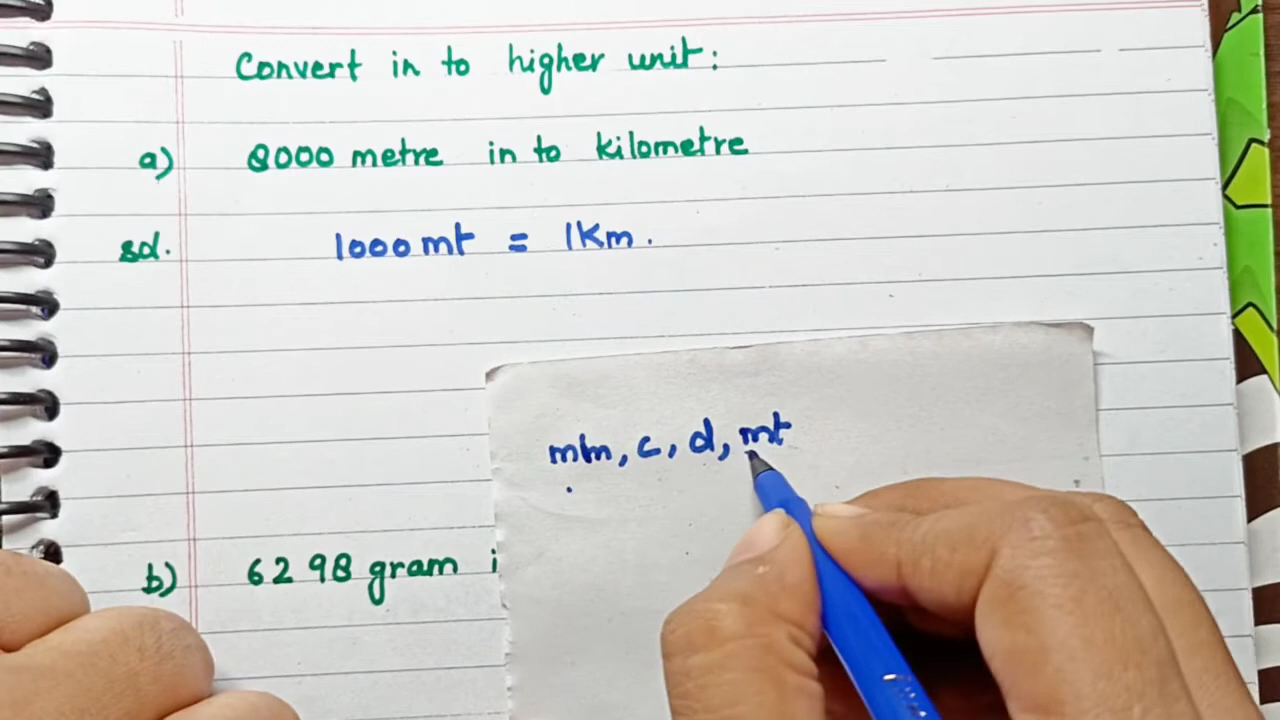 Convert in to higher unit:
a) 8000 metre in to kilometre
sol. 1000 mt = 1Km.
mm, c, d, mt
b) 6298 gram i